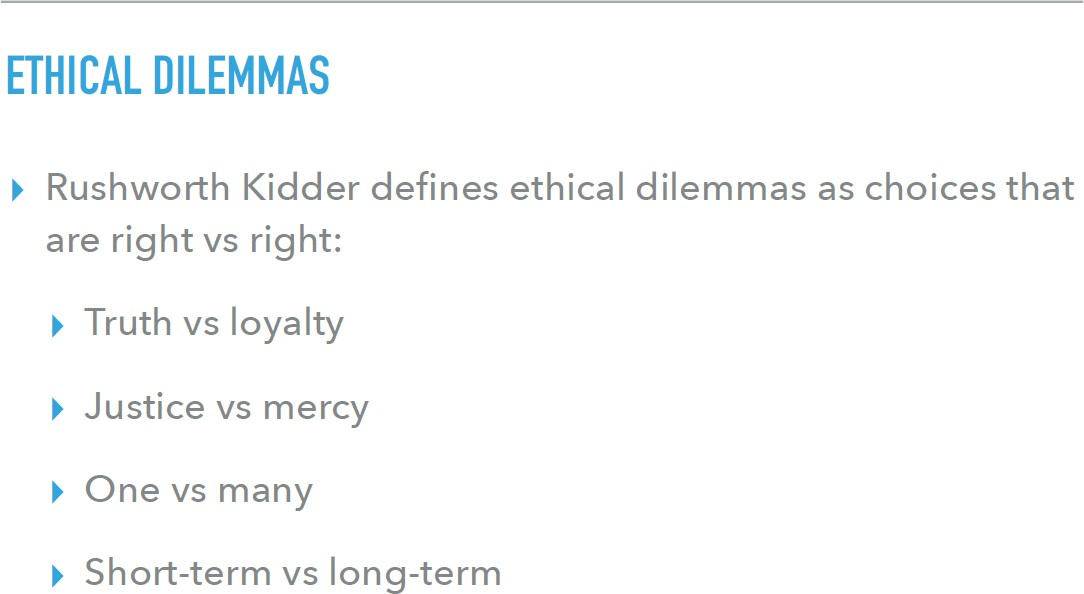 ETHICAL DILEMMAS
Rushworth Kidder defines ethical dilemmas as choices that
are right vs right:
Truth vs loyalty
Justice vs mercy
One vs many
Short-term vs long-term